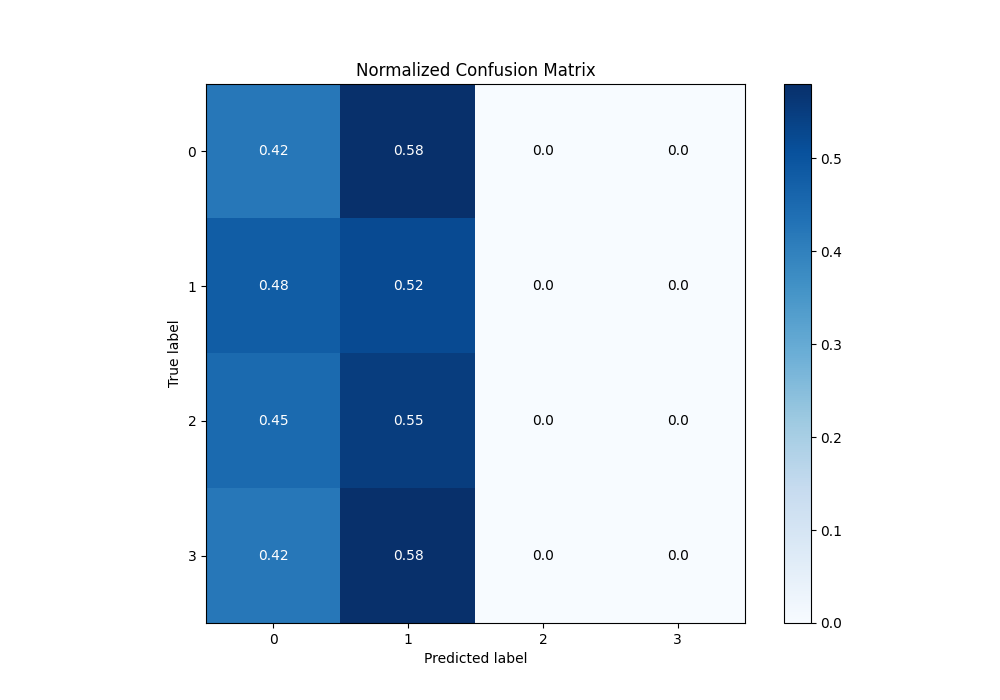 Normalized Confusion Matrix
True label
0 0.42 0.58 0.0 0.0
1 0.48 0.52 0.0 0.0
2 0.45 0.55 0.0 0.0
3 0.42 0.58 0.0 0.0
0 1 2 3
Predicted label
0.5
0.4
0.3
0.2
0.1
0.0